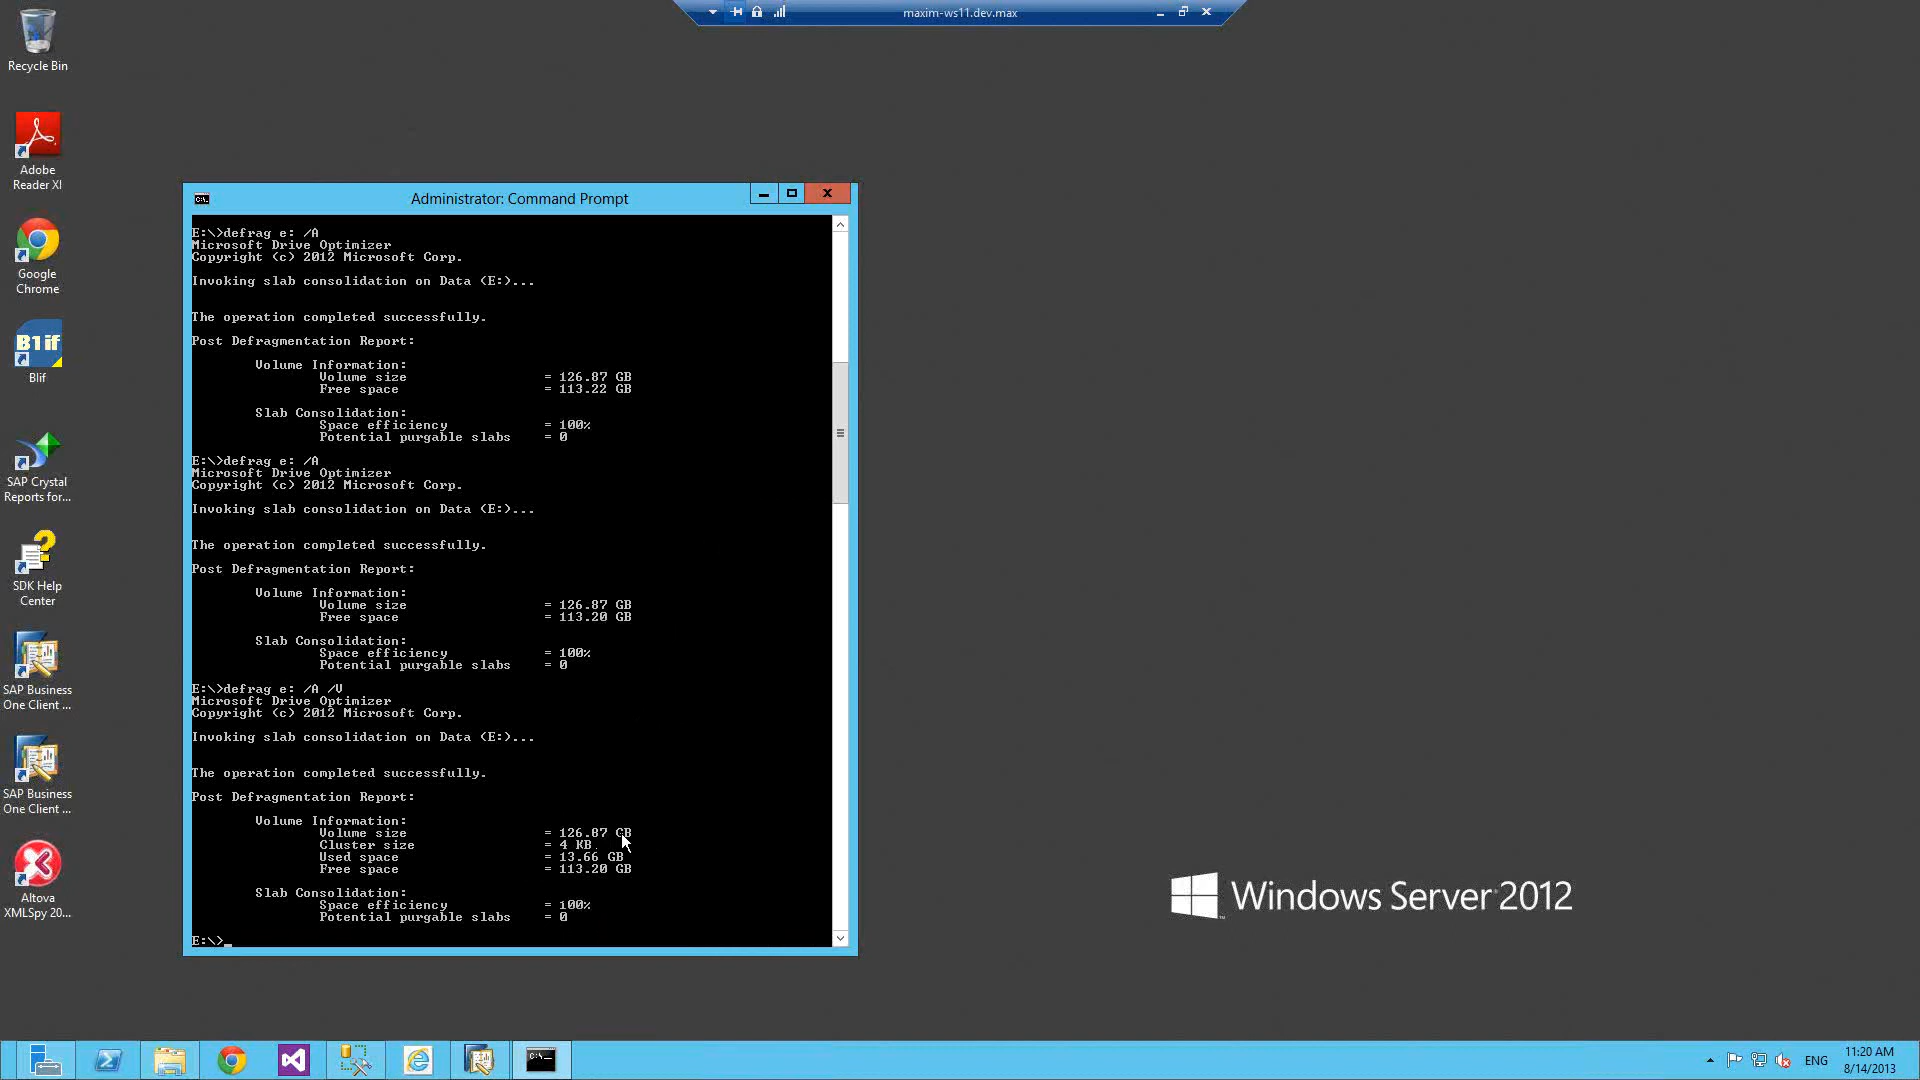 maxim-ws11.dev.max
Recycle Bin
Adobe
Reader XI
Google
Chrome
B1if
Blif
SAP Crystal
Reports for...
SDK Help
Center
SAP Business
One Client ...
SAP Business
One Client ...
Altova
XMLSpy 20...
Administrator: Command Prompt
E:\>defrag e: /A
Microsoft Drive Optimizer
Copyright (c) 2012 Microsoft Corp.
Invoking slab consolidation on Data (E:)...
The operation completed successfully.
Post Defragmentation Report:
Volume Information:
Volume size = 126.87 GB
Free space = 113.22 GB
Slab Consolidation:
Space efficiency = 100%
Potential purgable slabs = 0
E:\>defrag e: /A
Microsoft Drive Optimizer
Copyright (c) 2012 Microsoft Corp.
Invoking slab consolidation on Data (E:)...
The operation completed successfully.
Post Defragmentation Report:
Volume Information:
Volume size = 126.87 GB
Free space = 113.20 GB
Slab Consolidation:
Space efficiency = 100%
Potential purgable slabs = 0
E:\>defrag e: /A /V
Microsoft Drive Optimizer
Copyright (c) 2012 Microsoft Corp.
Invoking slab consolidation on Data (E:)...
The operation completed successfully.
Post Defragmentation Report:
Volume Information:
Volume size = 126.87 GB
Cluster size = 4 KB
Used space = 13.66 GB
Free space = 113.20 GB
Slab Consolidation:
Space efficiency = 100%
Potential purgable slabs = 0
E:\>_
Windows Server 2012
ENG
11:20 AM
8/14/2013